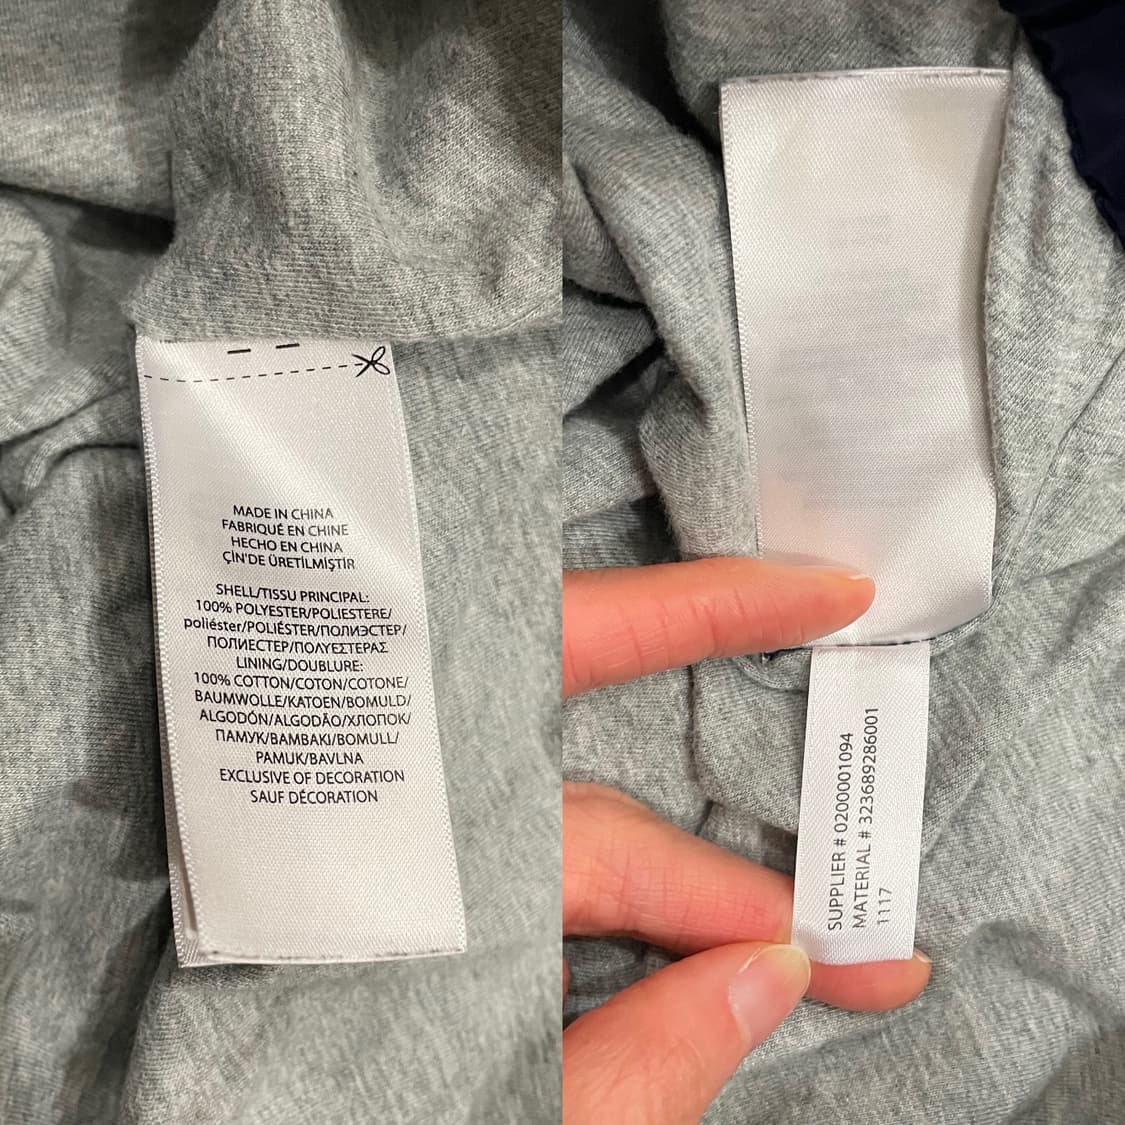 MADE IN CHINA
FABRIQUÉ EN CHINE
HECHO EN CHINA
ÇİN'DE ÜRETİLMİŞTİR
SHELL/TISSU PRINCIPAL:
100% POLYESTER/POLIESTERE/
poliéster/POLIÉSTER/ПОЛИЭСТЕР/
ПОЛИЕСТЕР/ΠΟΛΥΕΣΤΕΡΑΣ
LINING/DOUBLURE:
100% COTTON/COTON/COTONE/
BAUMWOLLE/KATOEN/BOMULD/
ALGODÓN/ALGODÃO/ХЛОПОК/
ПАМУК/ΒΑΜΒΑΚΙ/BOMULL/
PAMUK/BAVLNA
EXCLUSIVE OF DECORATION
SAUF DÉCORATION
SUPPLIER # 0200001094
MATERIAL # 323689286001
1117